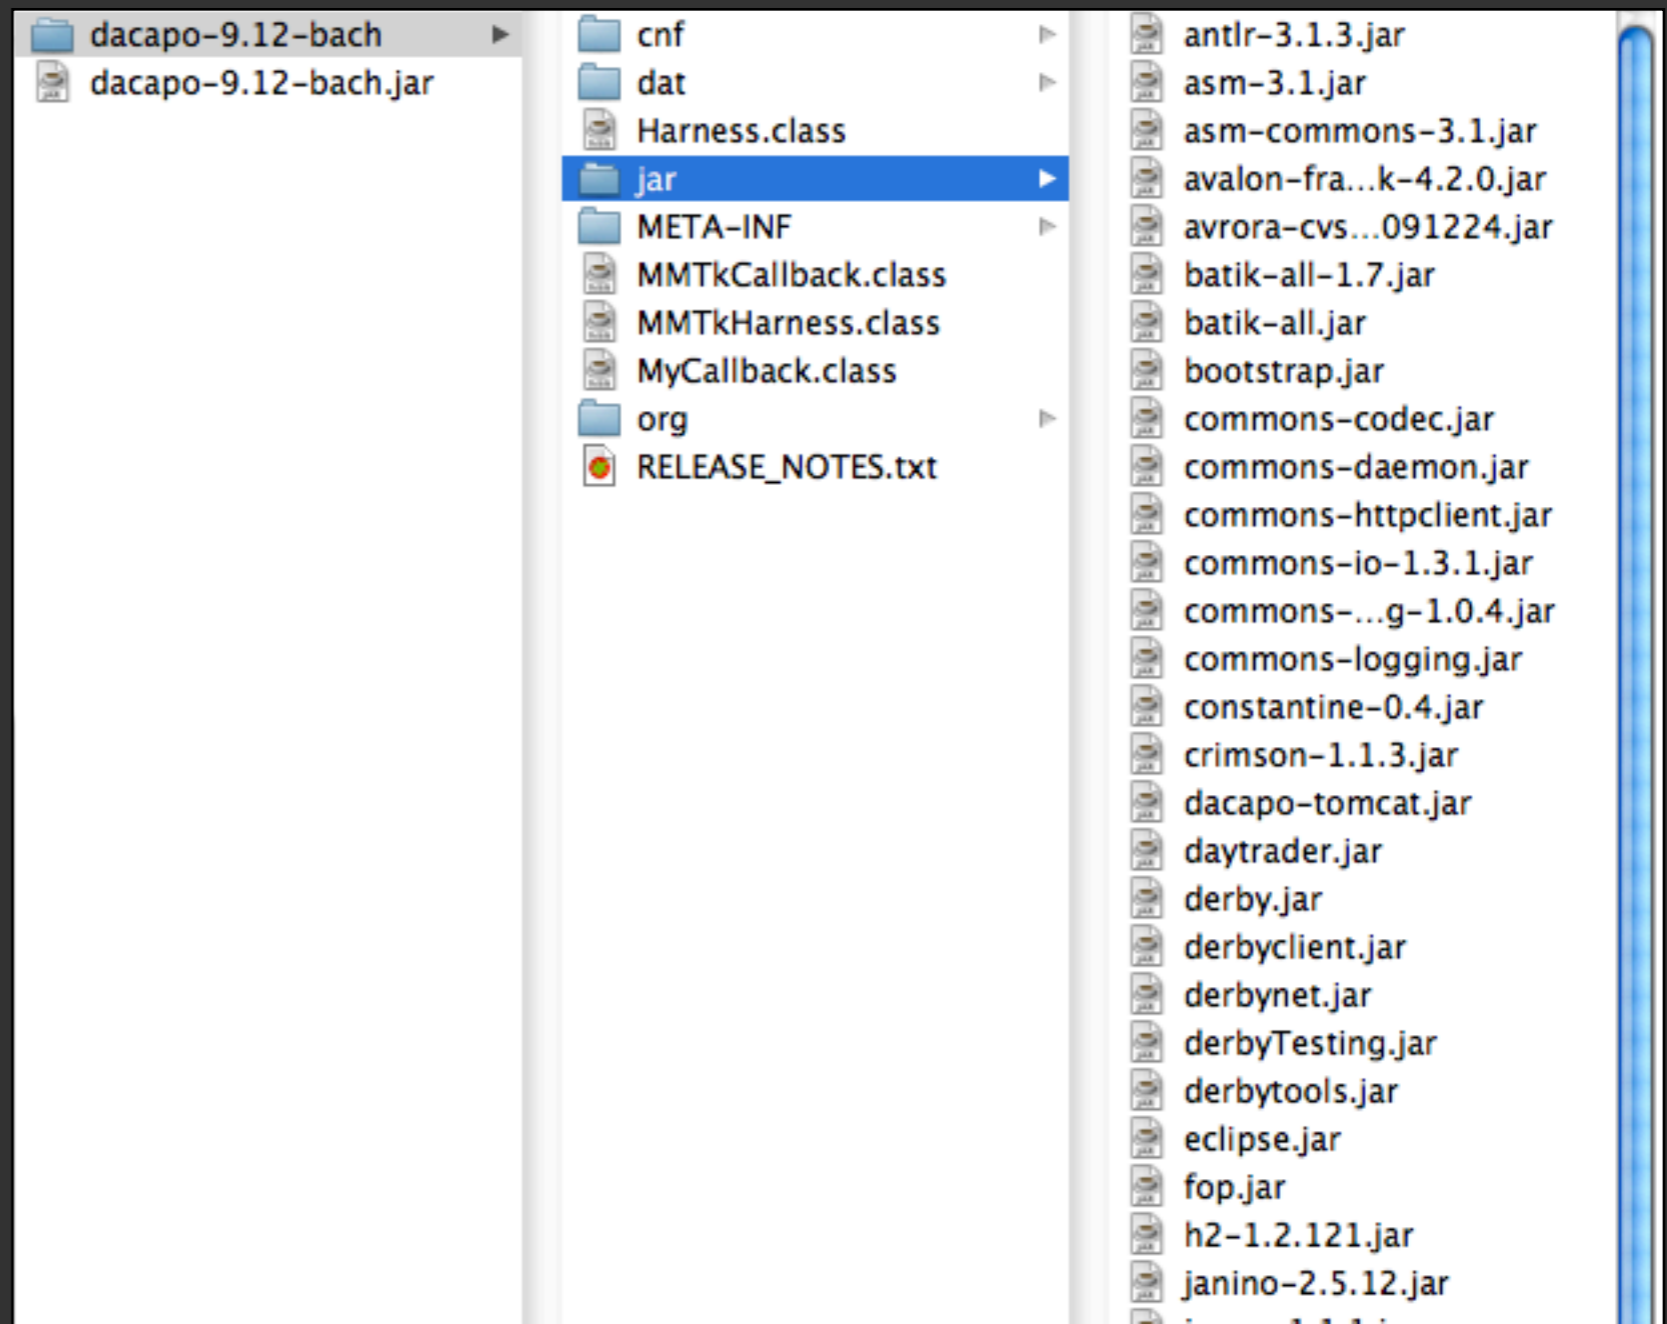 dacapo-9.12-bach
dacapo-9.12-bach.jar
cnf
dat
Harness.class
jar
META-INF
MMTkCallback.class
MMTkHarness.class
MyCallback.class
org
RELEASE_NOTES.txt
antlr-3.1.3.jar
asm-3.1.jar
asm-commons-3.1.jar
avalon-fra...k-4.2.0.jar
avrora-cvs...091224.jar
batik-all-1.7.jar
batik-all.jar
bootstrap.jar
commons-codec.jar
commons-daemon.jar
commons-httpclient.jar
commons-io-1.3.1.jar
commons-...g-1.0.4.jar
commons-logging.jar
constantine-0.4.jar
crimson-1.1.3.jar
dacapo-tomcat.jar
daytrader.jar
derby.jar
derbyclient.jar
derbynet.jar
derbyTesting.jar
derbytools.jar
eclipse.jar
fop.jar
h2-1.2.121.jar
janino-2.5.12.jar